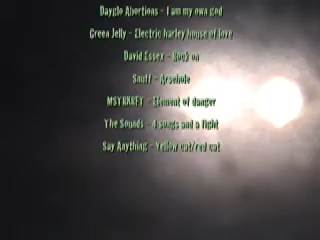 Dayglo Abortions - I am my own god
Green Jelly - Electric harley house of love
David Essex - Rock on
Snuff - Arsehole
- Element of danger
The Sounds - 4 songs and a fight
Say Anything - Yellow cat/red cat